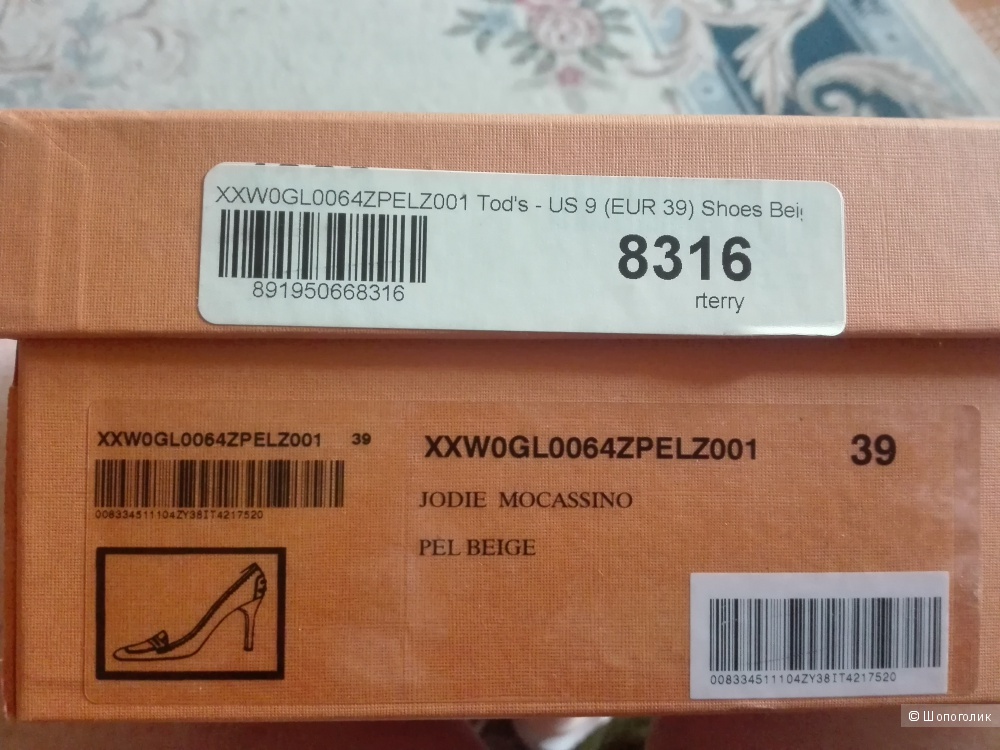 XXW0GL0064ZPELZ001 Tod's - US 9 (EUR 39) Shoes Bei
8316
891950668316
rterry
XXW0GL0064ZPELZ001 39
008334511104ZY38IT4217520
XXW0GL0064ZPELZ001 39
JODIE MOCASSINO
PEL BEIGE
008334511104ZY38IT4217520
© Шопоголик